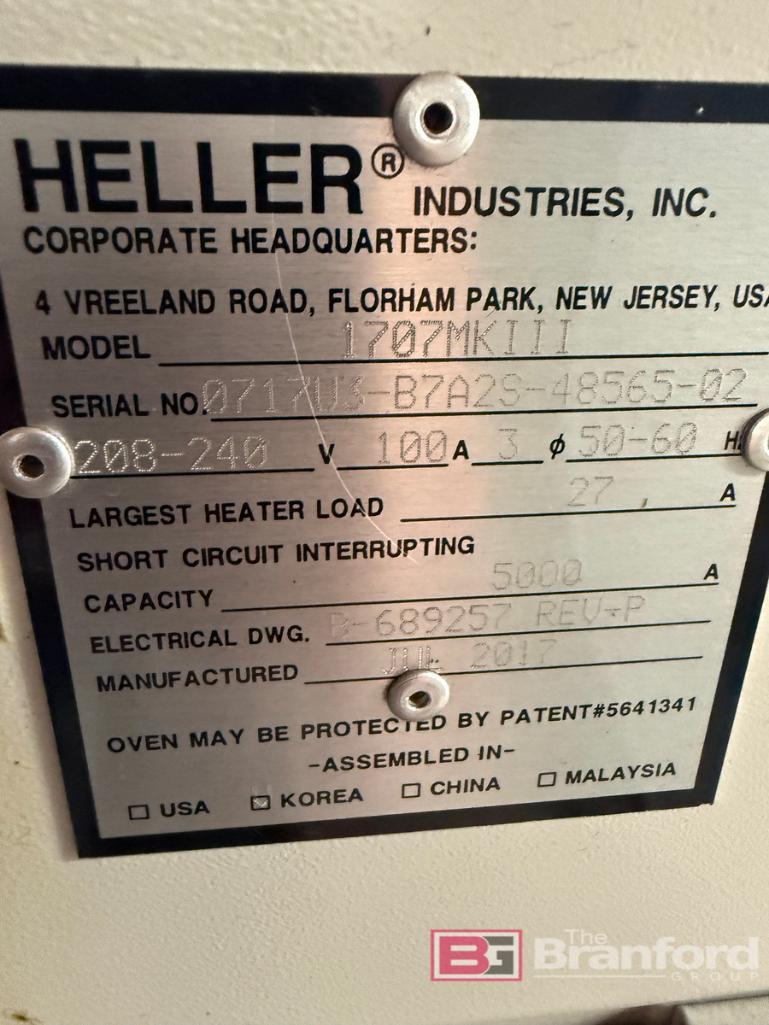 HELLER® INDUSTRIES, INC.
CORPORATE HEADQUARTERS:
4 VREELAND ROAD, FLORHAM PARK, NEW JERSEY, USA
MODEL 1707MKIII
SERIAL NO. 0717U3-B7A2S-48565-02
208-240 V 100 A 3 ϕ 50-60 H
LARGEST HEATER LOAD 27 A
SHORT CIRCUIT INTERRUPTING
CAPACITY 5000 A
ELECTRICAL DWG. B-689257 REV-P
MANUFACTURED JUL 2017
OVEN MAY BE PROTECTED BY PATENT#5641341
-ASSEMBLED IN-
☐ USA ☑ KOREA ☐ CHINA ☐ MALAYSIA
BG The Branford GROUP